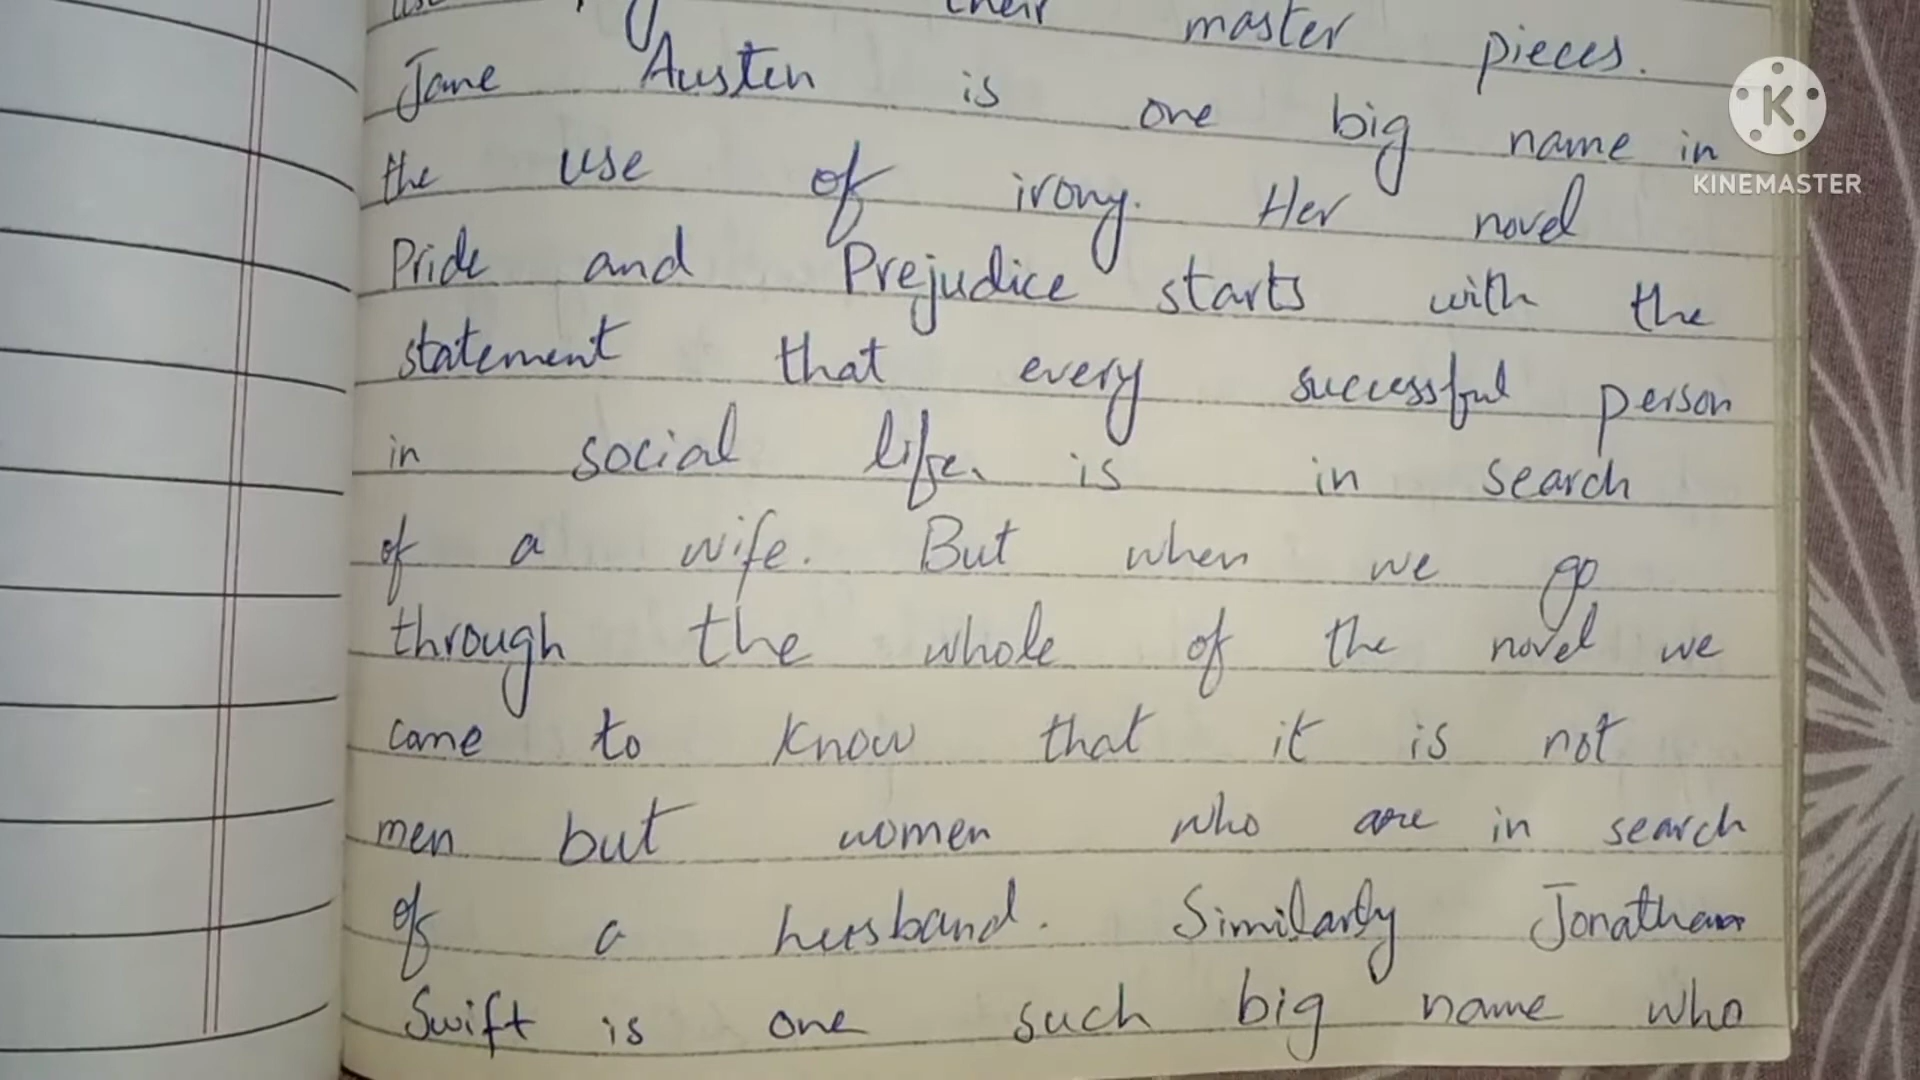 their master pieces.
Jane Austen is one big name in
the use of irony. Her novel
Pride and Prejudice starts with the
statement that every successful person
in social life is in search
of a wife. But when we go
through the whole of the novel we
came to know that it is not
men but women who are in search
of a husband. Similarly Jonathan
Swift is one such big name who
K
KINEMASTER